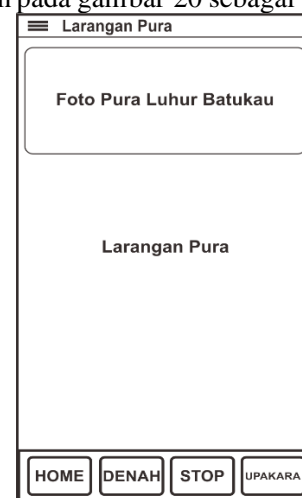 pada gambar 20 sebagai
Larangan Pura
Foto Pura Luhur Batukau
Larangan Pura
HOME DENAH STOP UPAKARA